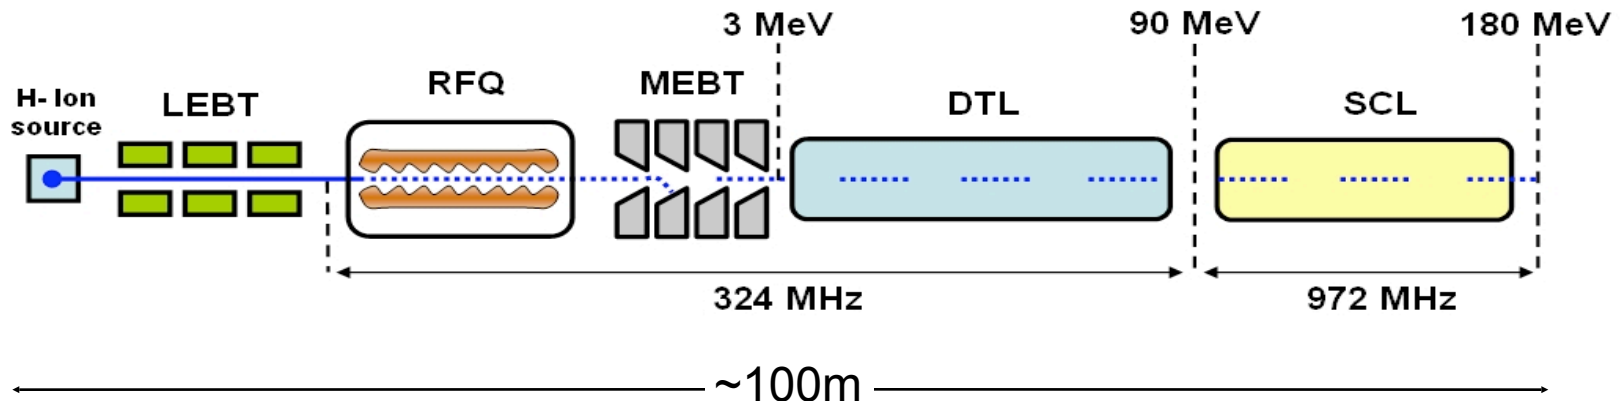 3 MeV
90 MeV
180 MeV
H- Ion
source
LEBT
RFQ
MEBT
DTL
SCL
324 MHz
972 MHz
~100m